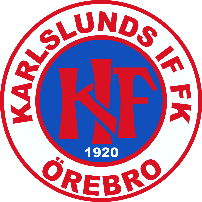 KARLSLUNDS IF FK
KIF
1920
ÖREBRO